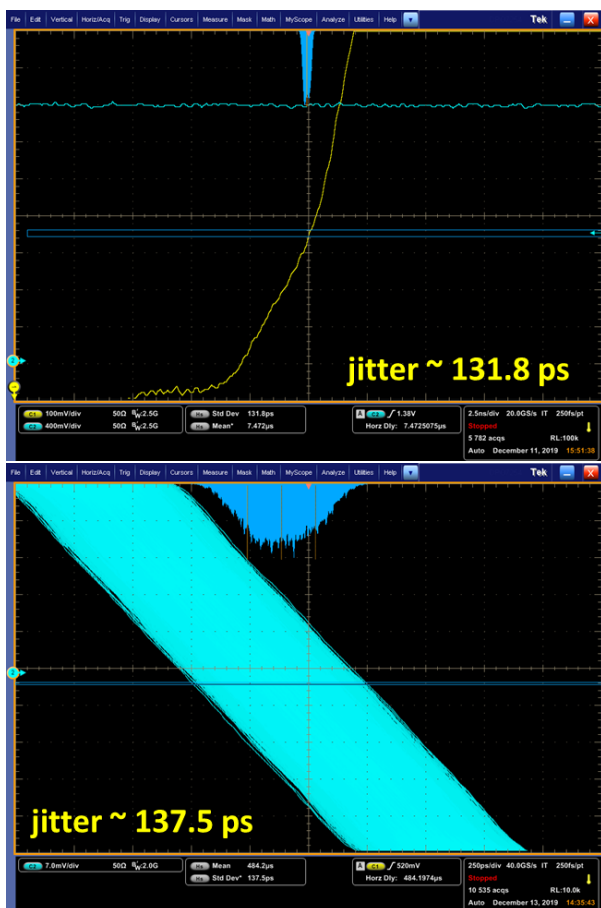 File Edit Vertical Horiz/Acq Trig Display Cursors Measure Mask Math MyScope Analyze Utilities Help Tek X
2
jitter ~ 131.8 ps
C1 100mV/div 50Ω BW:2.5G
C2 400mV/div 50Ω BW:2.5G
Hs Std Dev 131.8ps
Hs Mean* 7.472µs
A C2 1.38V
Horz Dly: 7.4725075µs
2.5ns/div 20.0GS/s IT 250fs/pt
Stopped
5 782 acqs RL:100k
Auto December 11, 2019 15:51:38
File Edit Vertical Horiz/Acq Trig Display Cursors Measure Mask Math MyScope Analyze Utilities Help Tek X
2
jitter ~ 137.5 ps
C2 7.0mV/div 50Ω BW:2.0G
Hs Mean 484.2µs
Hs Std Dev* 137.5ps
A C1 520mV
Horz Dly: 484.1974µs
250ps/div 40.0GS/s IT 250fs/pt
Stopped
10 535 acqs RL:10.0k
Auto December 13, 2019 14:35:43